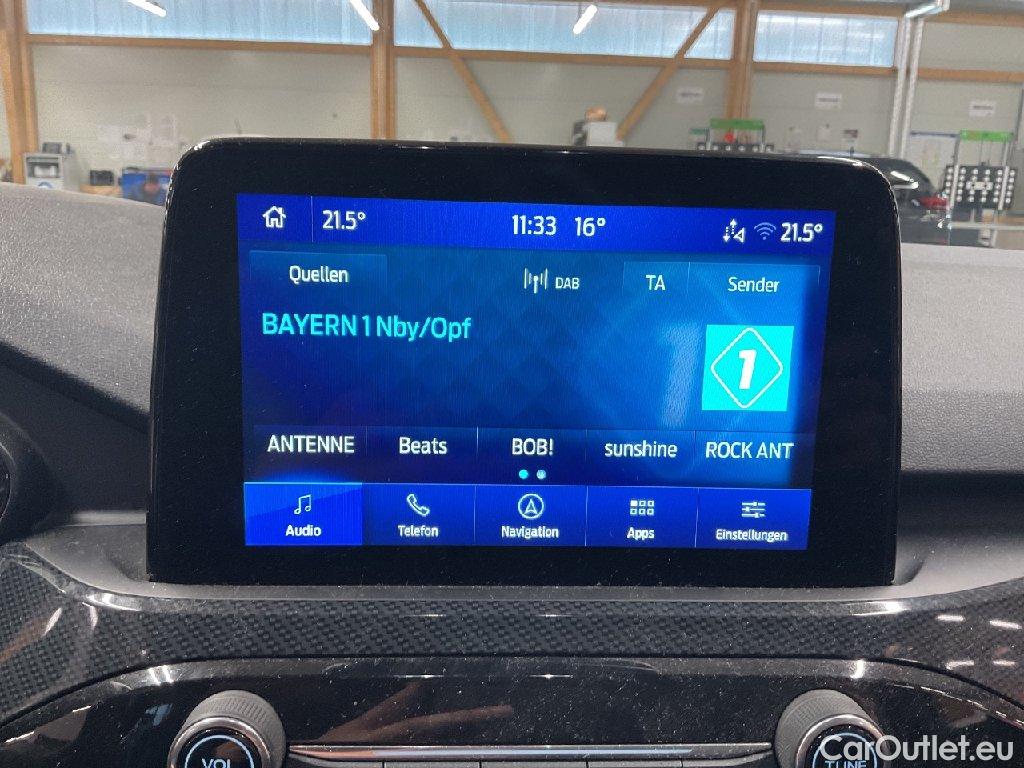 21.5°
11:33 16°
21.5°
Quellen
DAB
TA
Sender
BAYERN 1 Nby/Opf
1
ANTENNE
Beats
BOB!
sunshine
ROCK ANT
Audio
Telefon
Navigation
Apps
Einstellungen
VOL
TUNE
CarOutlet.eu